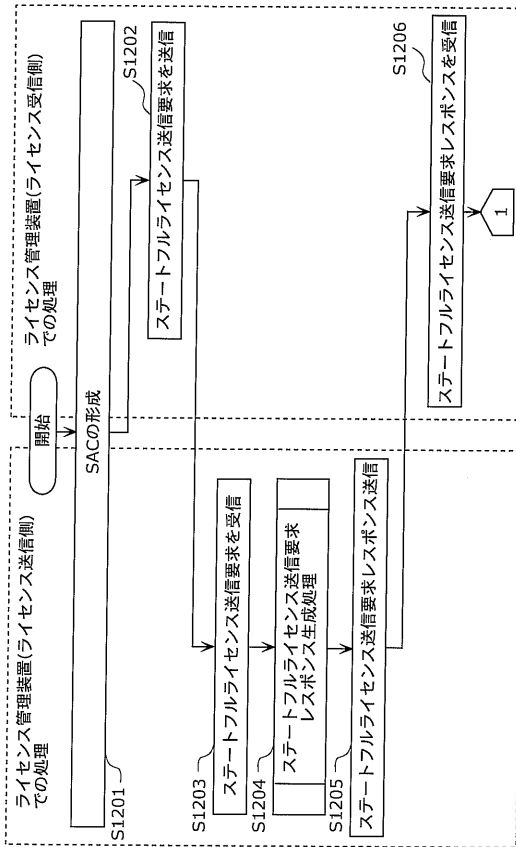 ライセンス管理装置(ライセンス送信側)
での処理
ライセンス管理装置(ライセンス受信側)
での処理
開始
S1201
SACの形成
S1202
ステートフルライセンス送信要求を送信
S1203
ステートフルライセンス送信要求を受信
S1204
ステートフルライセンス送信要求
レスポンス生成処理
S1205
ステートフルライセンス送信要求レスポンス送信
S1206
ステートフルライセンス送信要求レスポンスを受信
1